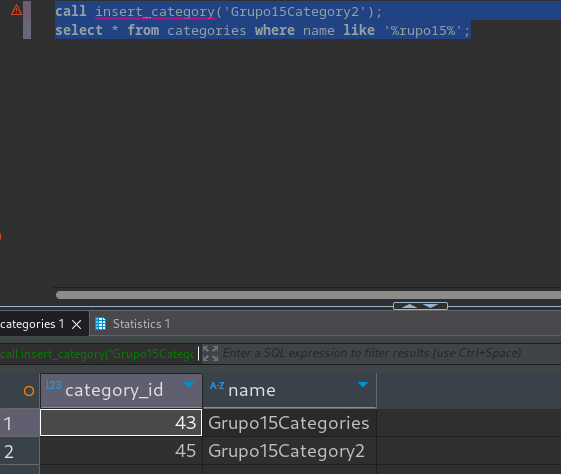 call insert_category('Grupo15Category2');
select * from categories where name like '%rupo15%';
categories 1
Statistics 1
call insert_category('Grupo15Catego
Enter a SQL expression to filter results (use Ctrl+Space)
123 category_id A-Z name
1 43 Grupo15Categories
2 45 Grupo15Category2